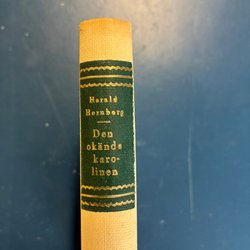 Harald
Hornborg
Den
okände
karo-
linen